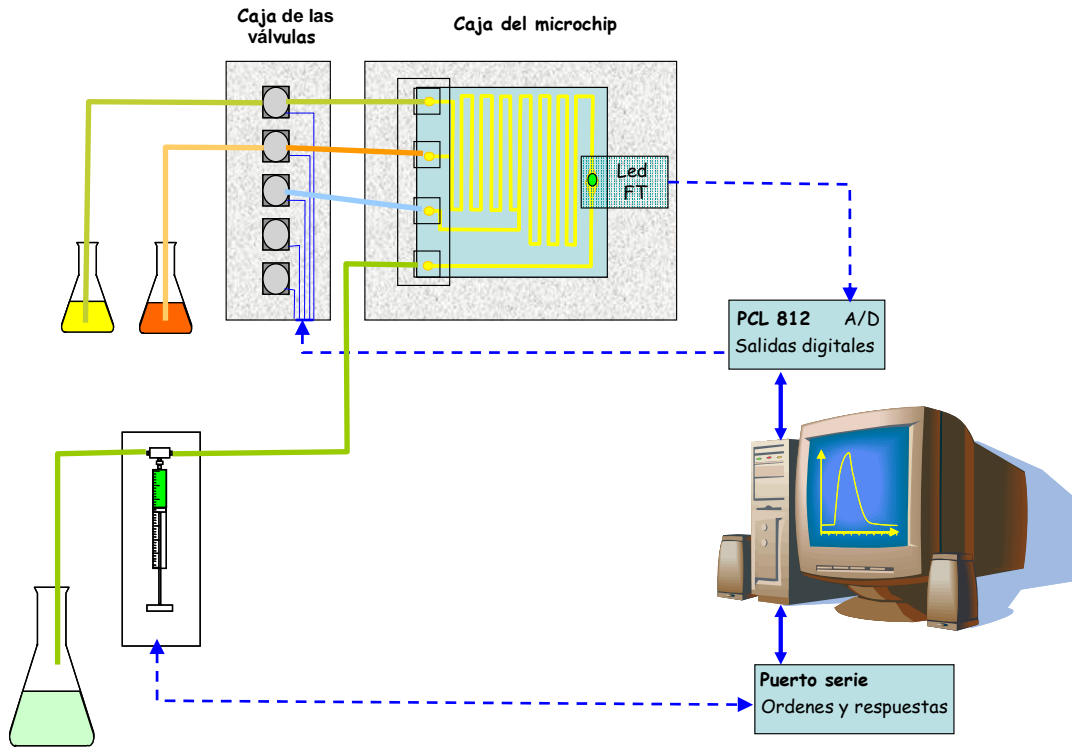 Caja de las
válvulas
Caja del microchip
Led
FT
PCL 812 A/D
Salidas digitales
Puerto serie
Ordenes y respuestas